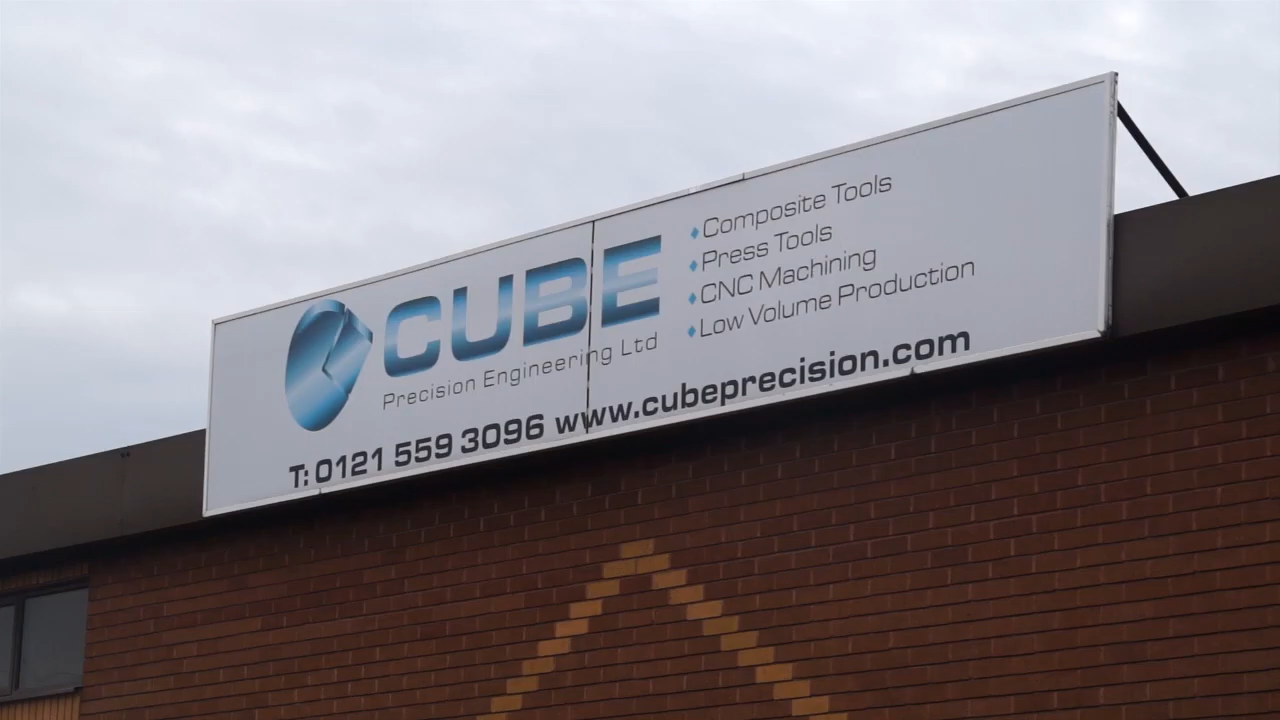 CUBE
Precision Engineering Ltd
Composite Tools
Press Tools
CNC Machining
Low Volume Production
T: 0121 559 3096 www.cubeprecision.com